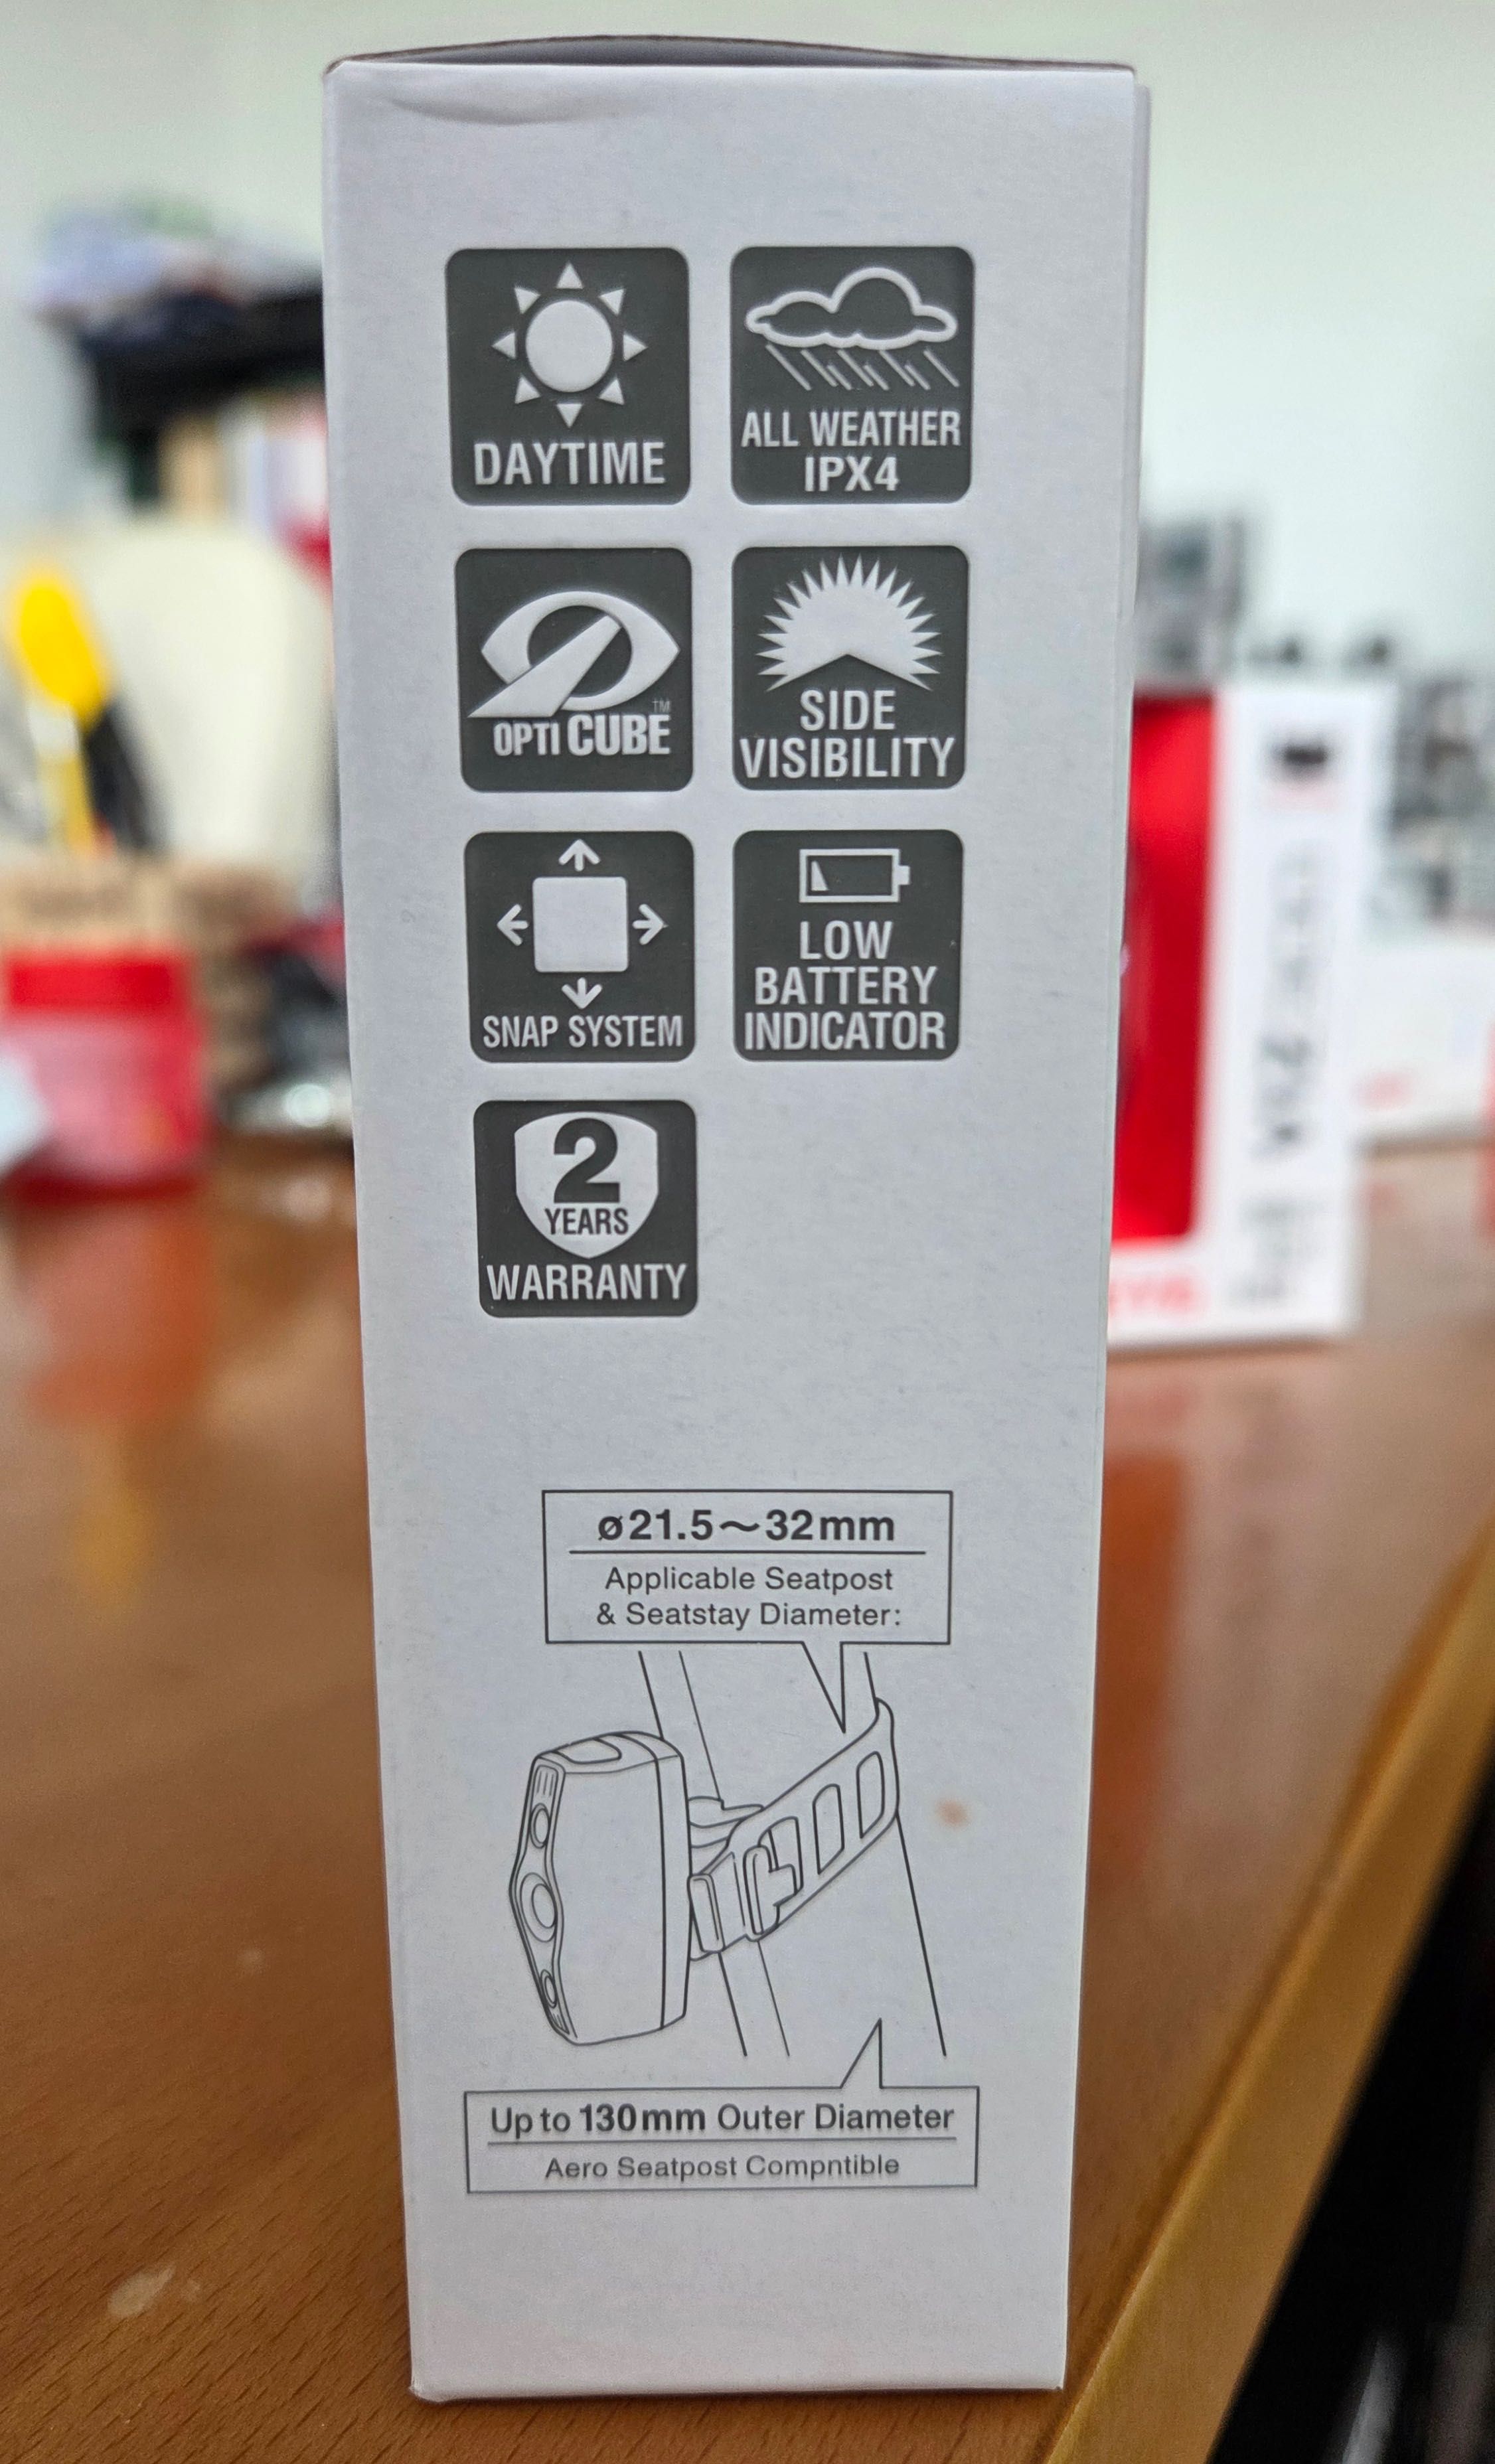 DAYTIME
ALL WEATHER
IPX4
OPTI CUBE™
SIDE
VISIBILITY
SNAP SYSTEM
LOW
BATTERY
INDICATOR
2
YEARS
WARRANTY
ø21.5～32mm
Applicable Seatpost
& Seatstay Diameter:
Up to 130mm Outer Diameter
Aero Seatpost Compntible